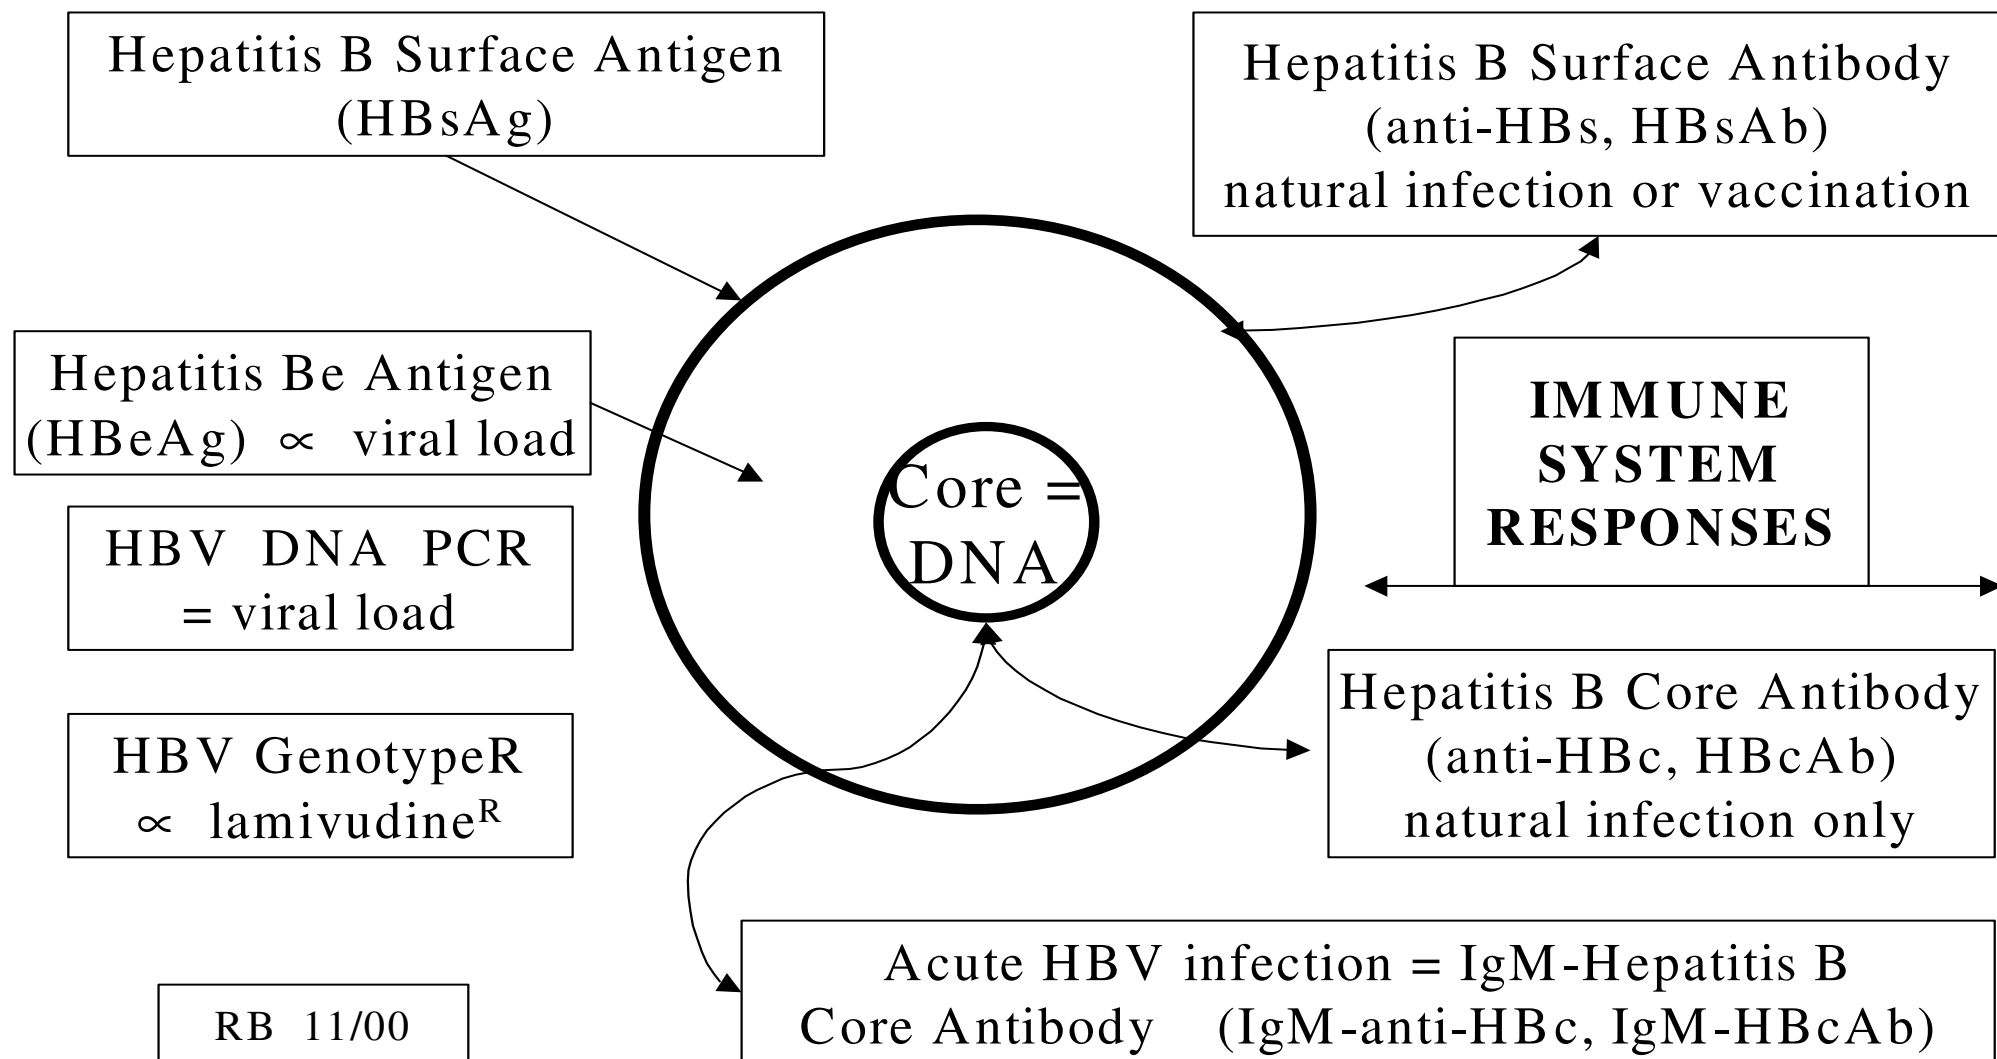 Hepatitis B Surface Antigen
(HBsAg)
Hepatitis B Surface Antibody
(anti-HBs, HBsAb)
natural infection or vaccination
Hepatitis Be Antigen
(HBeAg) ∝ viral load
IMMUNE
SYSTEM
RESPONSES
Core =
DNA
HBV DNA PCR
= viral load
Hepatitis B Core Antibody
(anti-HBc, HBcAb)
natural infection only
HBV GenotypeR
∝ lamivudineᴿ
Acute HBV infection = IgM-Hepatitis B
Core Antibody (IgM-anti-HBc, IgM-HBcAb)
RB 11/00